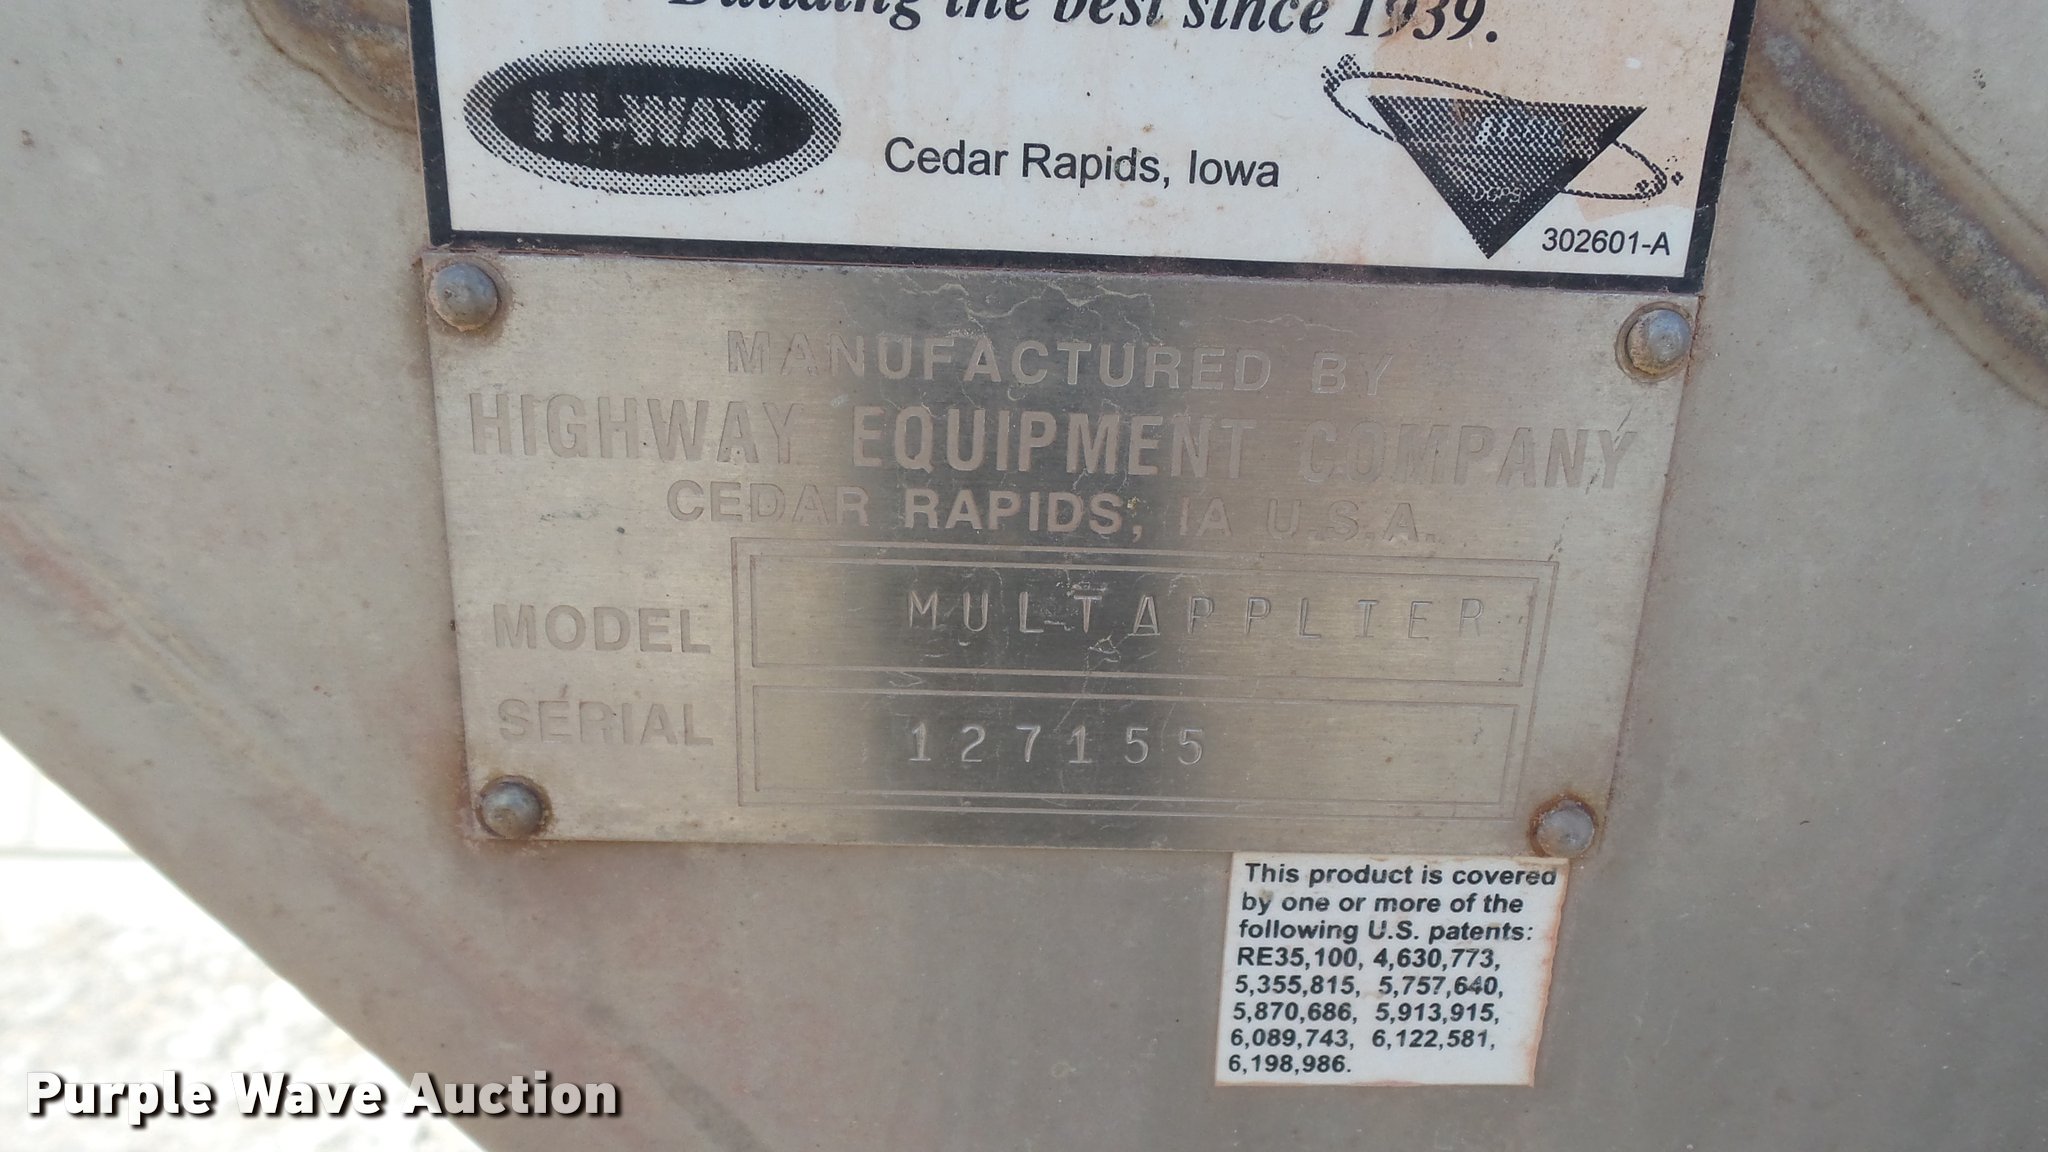 Building the best since 1939.
HI-WAY
Cedar Rapids, Iowa
302601-A
MANUFACTURED BY
HIGHWAY EQUIPMENT COMPANY
CEDAR RAPIDS, IA U.S.A.
MODEL MULTAPPLIER
SERIAL 127155
This product is covered
by one or more of the
following U.S. patents:
RE35,100, 4,630,773,
5,355,815, 5,757,640,
5,870,686, 5,913,915,
6,089,743, 6,122,581,
6,198,986.
Purple Wave Auction